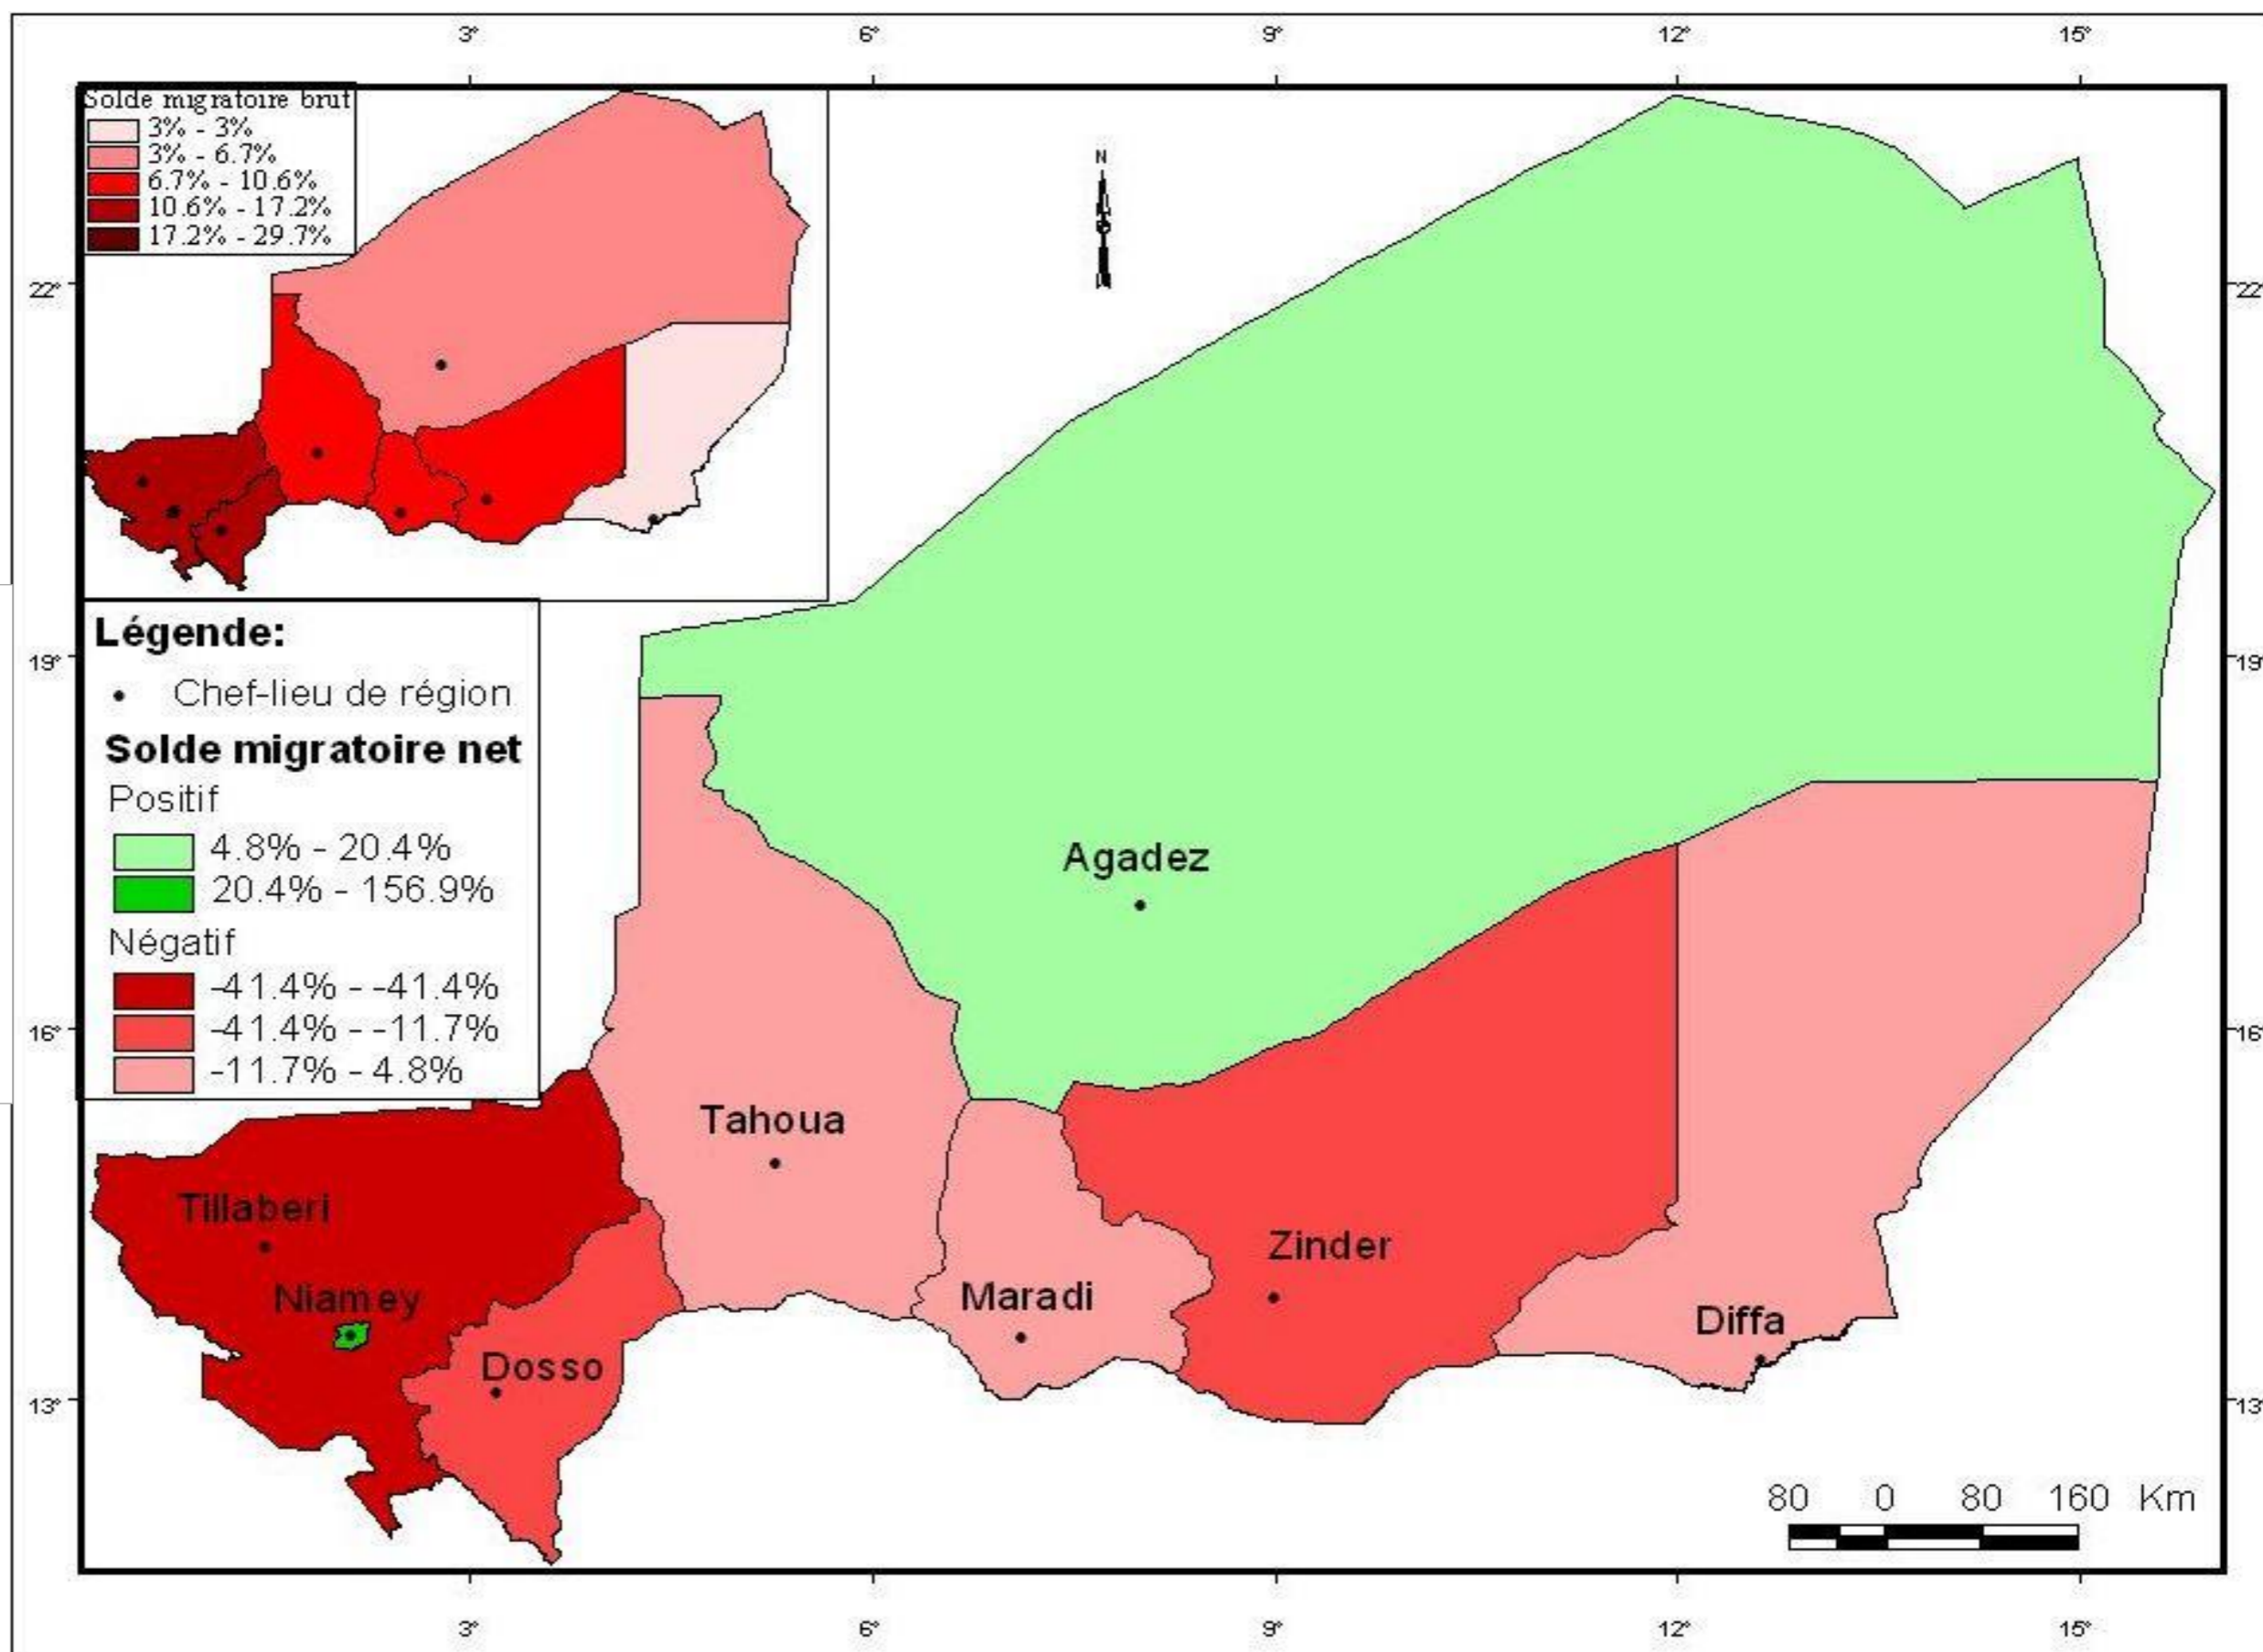 3° 6° 9° 12° 15°
Solde migratoire brut
3% - 3%
3% - 6.7%
6.7% - 10.6%
10.6% - 17.2%
17.2% - 29.7%
N
22° 22°
Légende:
19° 19°
Chef-lieu de région
Solde migratoire net
Positif
4.8% - 20.4%
20.4% - 156.9%
Négatif
-41.4% - -41.4%
-41.4% - -11.7%
-11.7% - 4.8%
16° 16°
Agadez
Tahoua
Tillaberi
Zinder
Niamey
Maradi
Diffa
Dosso
13° 13°
80 0 80 160 Km
3° 6° 9° 12° 15°